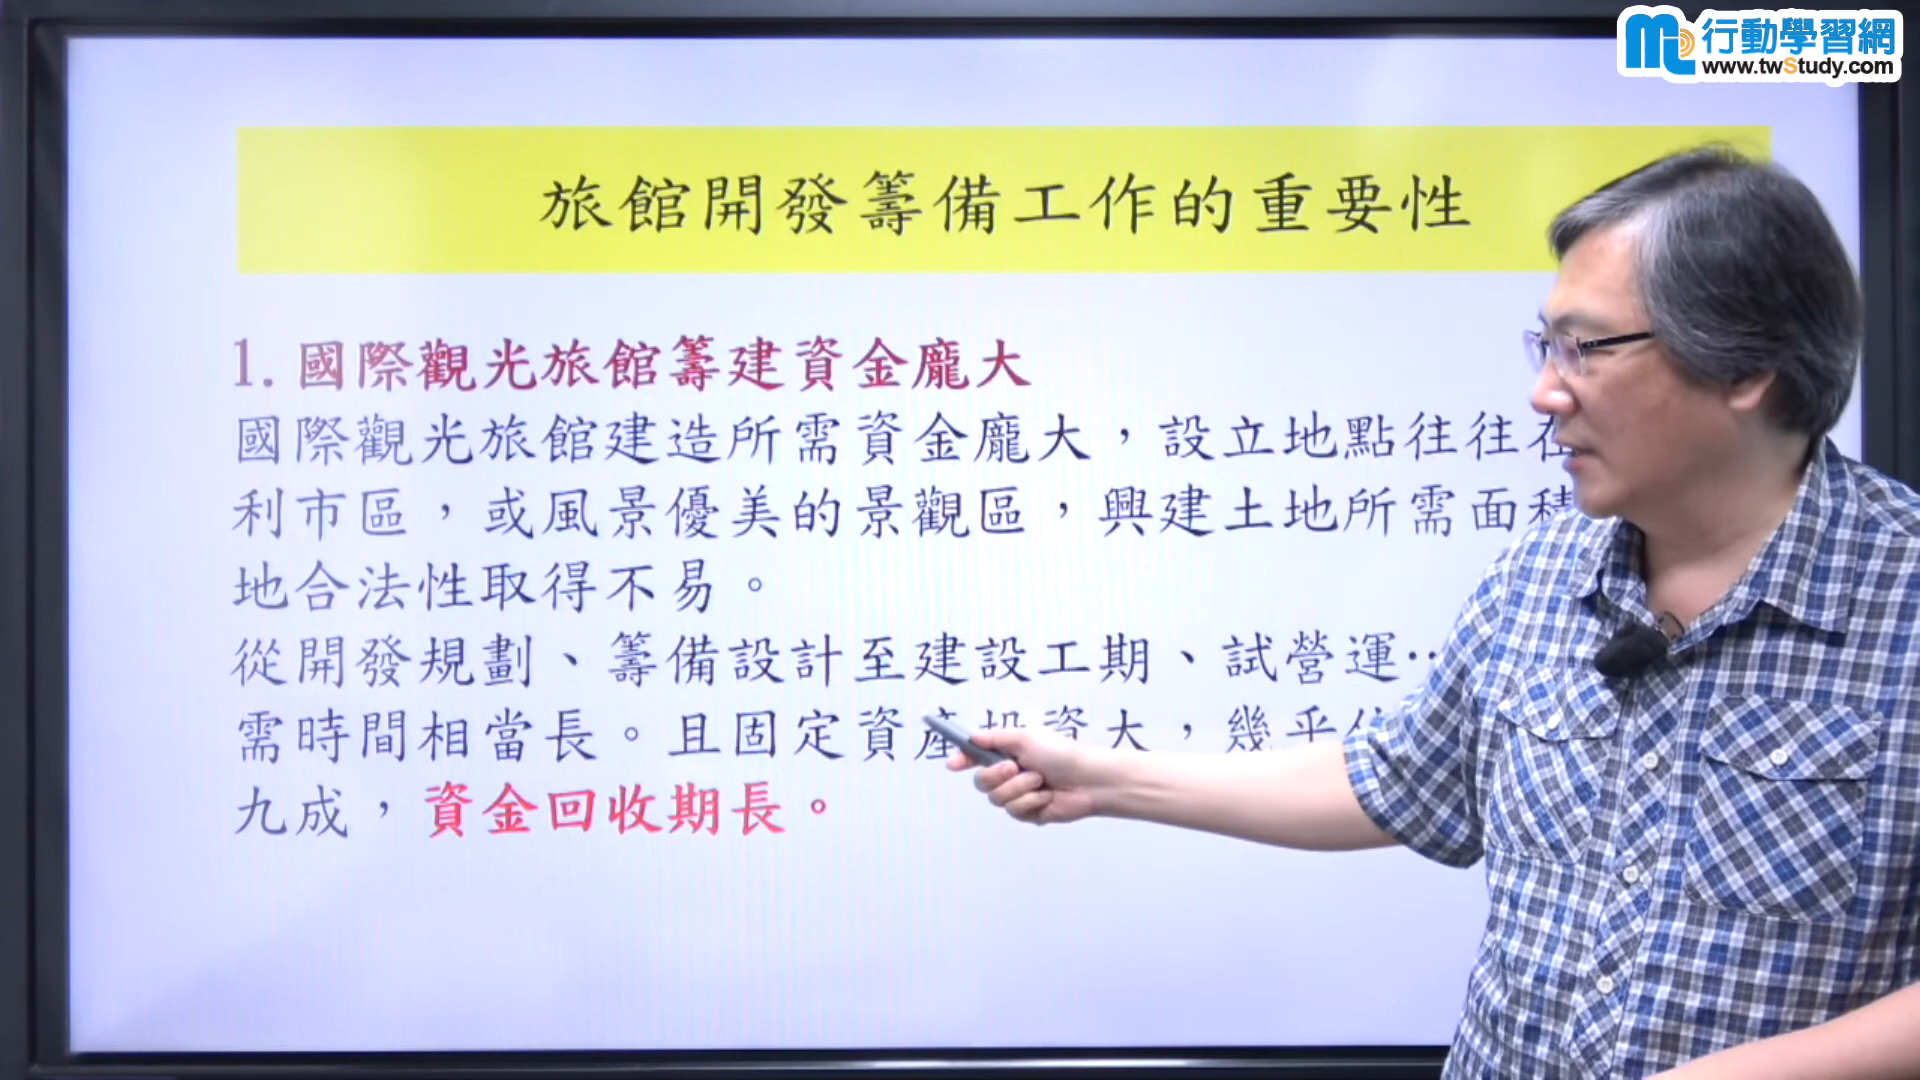 行動學習網
www.twStudy.com
旅館開發籌備工作的重要性
1.國際觀光旅館籌建資金龐大
國際觀光旅館建造所需資金龐大，設立地點往往在
利市區，或風景優美的景觀區，興建土地所需面積
地合法性取得不易。
從開發規劃、籌備設計至建設工期、試營運…
需時間相當長。且固定資產投資大，幾乎佔
九成，資金回收期長。